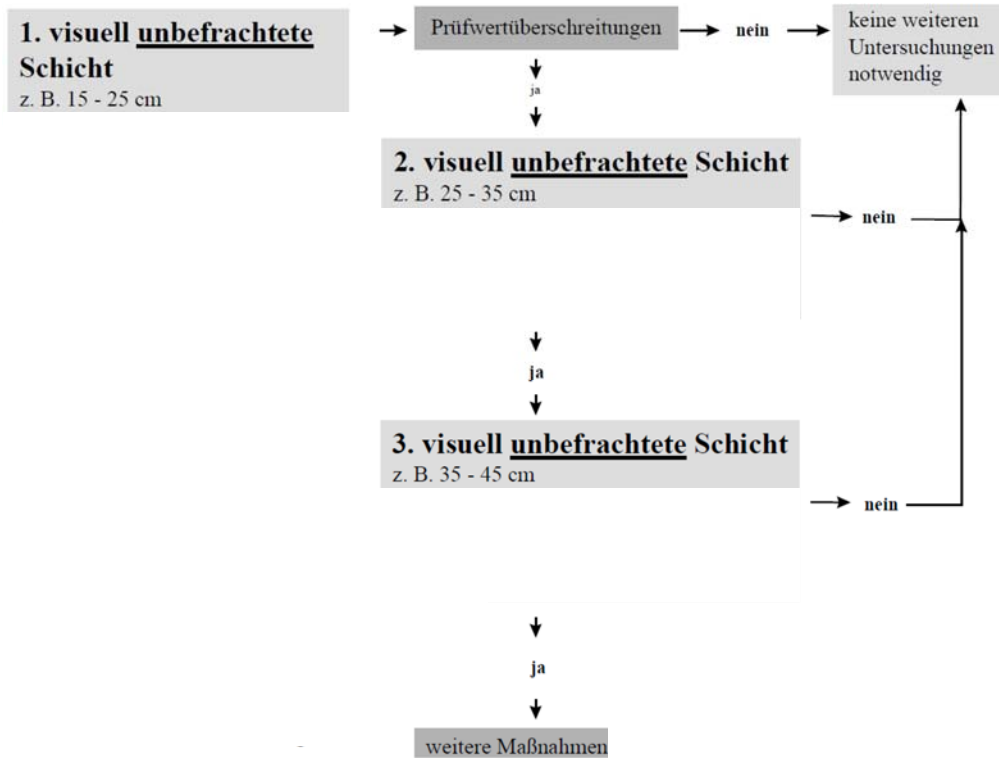 1. visuell unbefrachtete
Schicht
z. B. 15 - 25 cm
Prüfwertüberschreitungen
nein
keine weiteren
Untersuchungen
notwendig
ja
2. visuell unbefrachtete Schicht
z. B. 25 - 35 cm
nein
ja
3. visuell unbefrachtete Schicht
z. B. 35 - 45 cm
nein
ja
weitere Maßnahmen